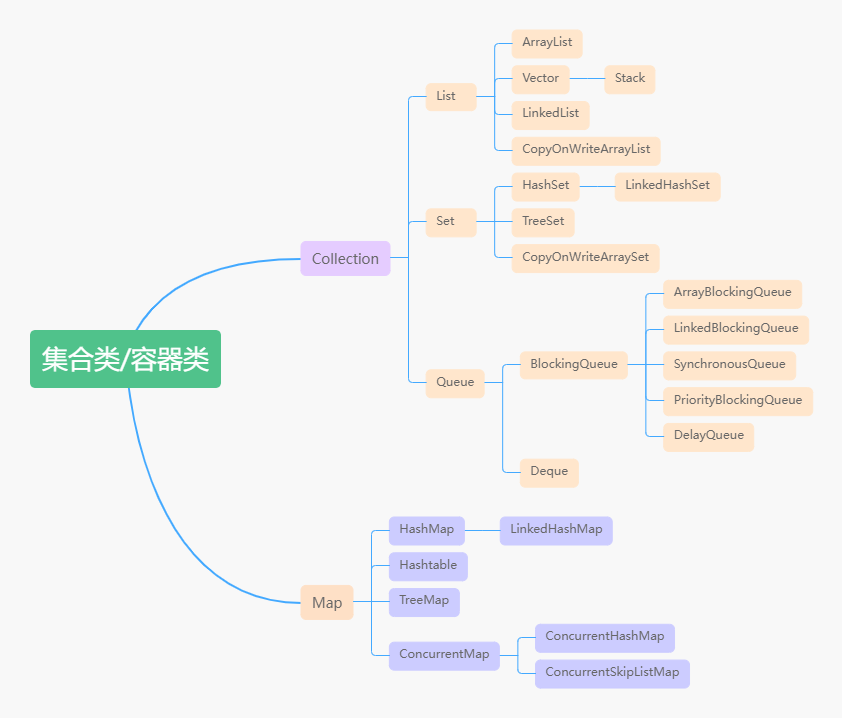 集合类/容器类
Collection
List
ArrayList
Vector
Stack
LinkedList
CopyOnWriteArrayList
Set
HashSet
LinkedHashSet
TreeSet
CopyOnWriteArraySet
Queue
BlockingQueue
ArrayBlockingQueue
LinkedBlockingQueue
SynchronousQueue
PriorityBlockingQueue
DelayQueue
Deque
Map
HashMap
LinkedHashMap
Hashtable
TreeMap
ConcurrentMap
ConcurrentHashMap
ConcurrentSkipListMap